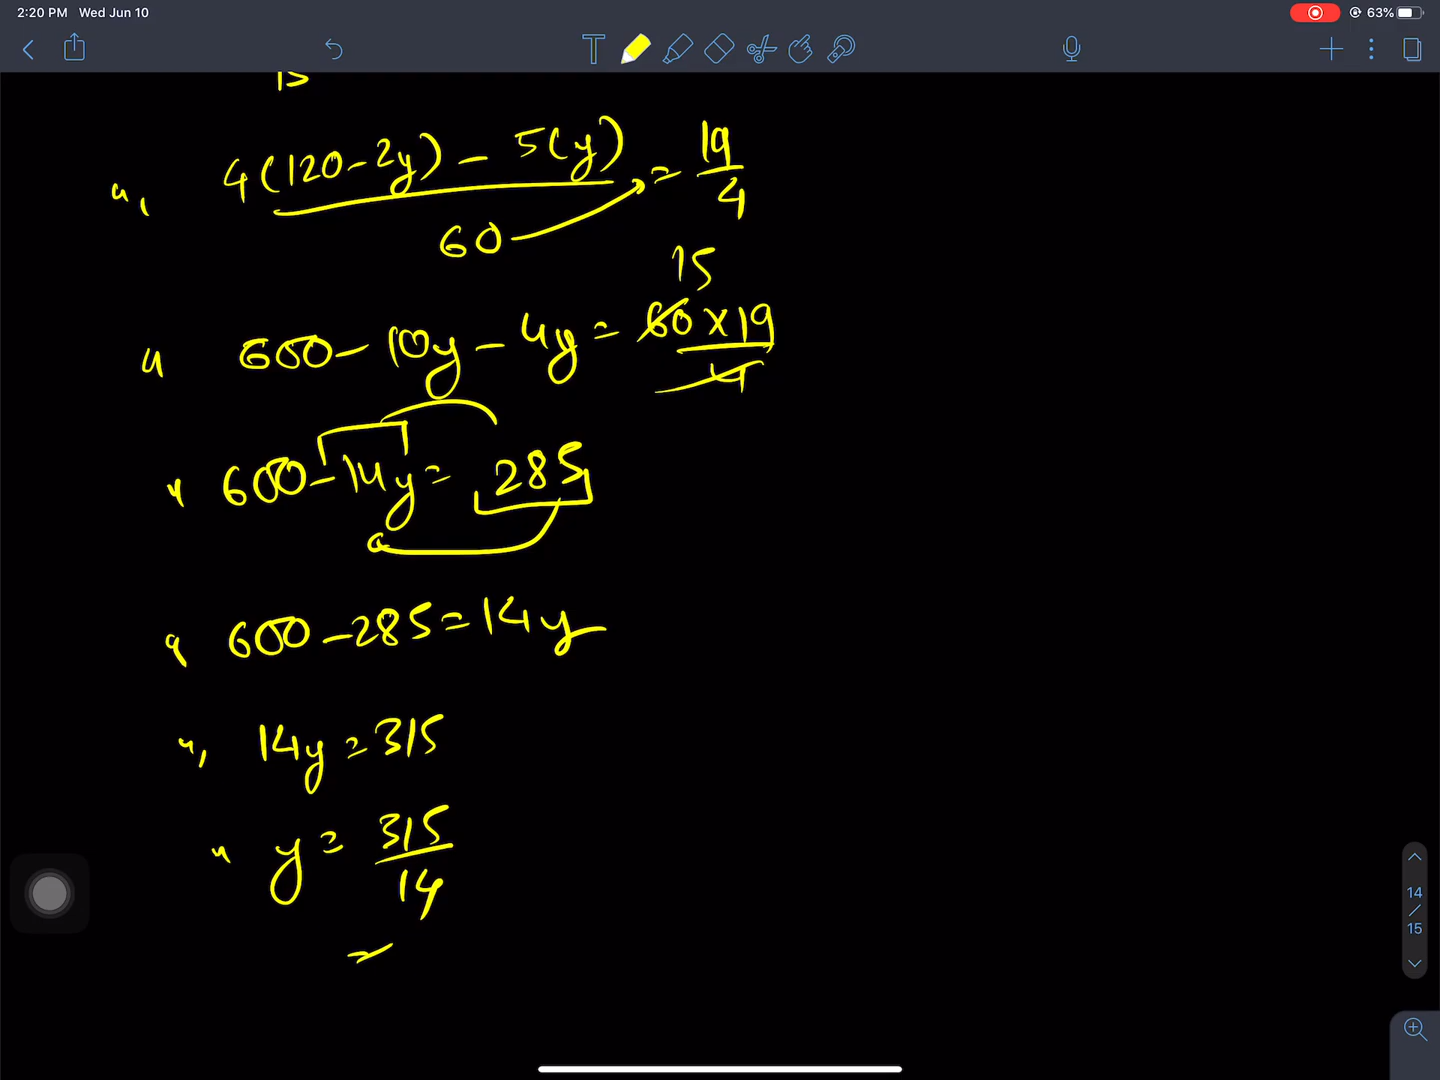 2:20 PM Wed Jun 10
63%
T
15
4(120-2y) - 5(y) = 19/4
60
15
600 - 10y - 4y = 60 x 19/4
600 - 14y = 285
600 - 285 = 14y
14y = 315
y = 315/14
=
14
/
15